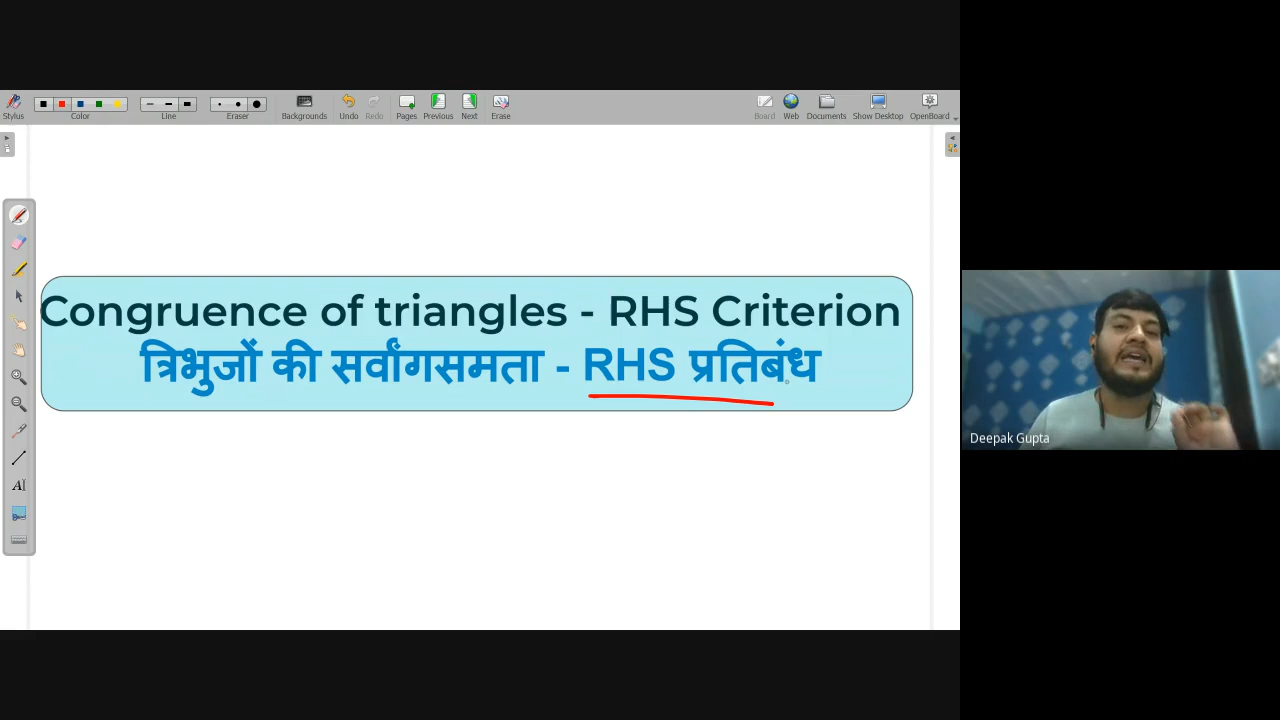 Stylus
Color
Line
Eraser
Backgrounds
Undo
Redo
Pages
Previous
Next
Erase
Board
Web
Documents
Show Desktop
OpenBoard
Congruence of triangles - RHS Criterion
त्रिभुजों की सर्वांगसमता - RHS प्रतिबंध
Deepak Gupta